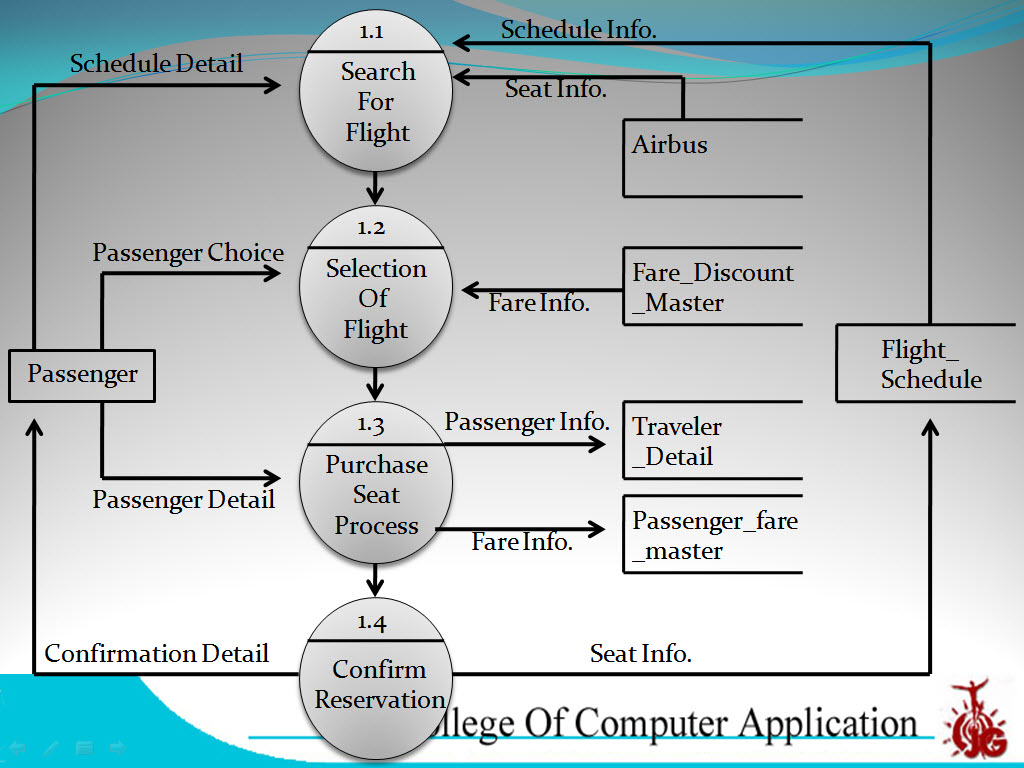 1.1
Search
For
Flight
Schedule Info.
Schedule Detail
Seat Info.
Airbus
1.2
Selection
Of
Flight
Passenger Choice
Fare_Discount
_Master
Fare Info.
Flight_
Schedule
Passenger
1.3
Purchase
Seat
Process
Passenger Info.
Traveler
_Detail
Passenger Detail
Passenger_fare
_master
Fare Info.
1.4
Confirm
Reservation
Confirmation Detail
Seat Info.
llege Of Computer Application